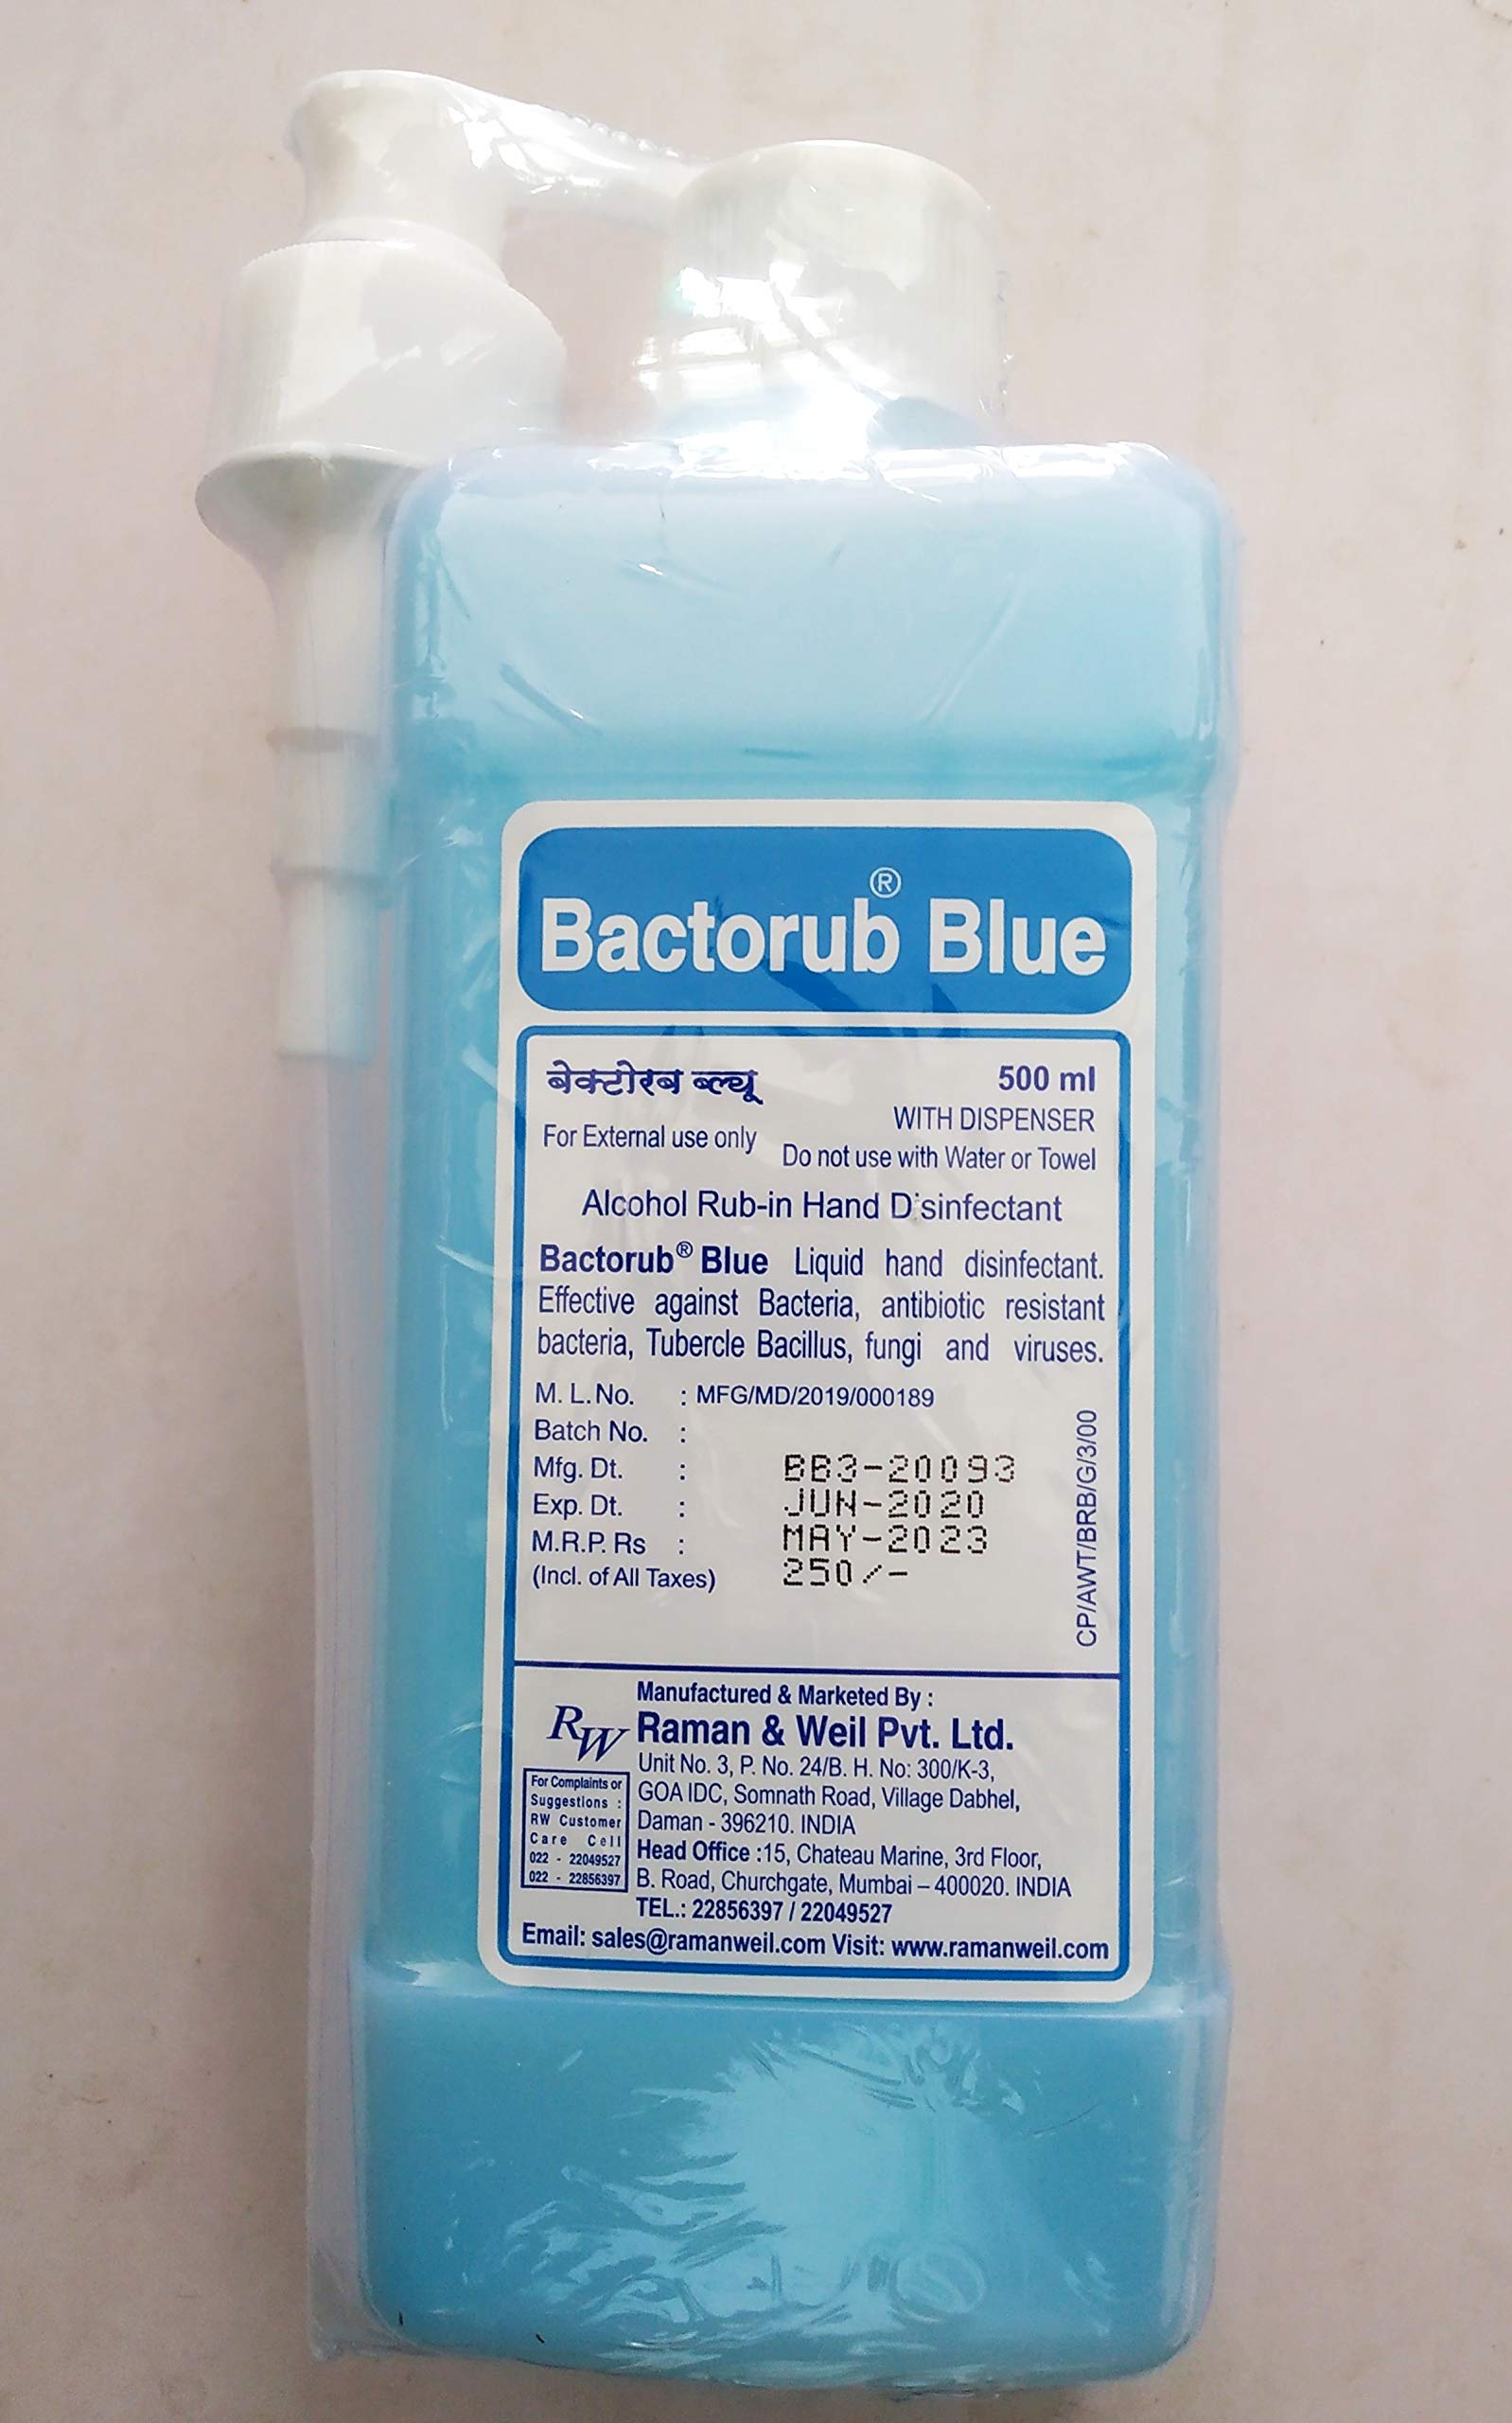 Bactorub® Blue
बेक्टोरब ब्ल्यू
500 ml
WITH DISPENSER
For External use only
Do not use with Water or Towel
Alcohol Rub-in Hand Disinfectant
Bactorub® Blue Liquid hand disinfectant.
Effective against Bacteria, antibiotic resistant
bacteria, Tubercle Bacillus, fungi and viruses.
M. L. No. : MFG/MD/2019/000189
Batch No. :
Mfg. Dt. : BB3-20093
Exp. Dt. : JUN-2020
M.R.P. Rs : MAY-2023
(Incl. of All Taxes) 250/-
CP/AWT/BRB/G/3/00
Manufactured & Marketed By :
RW Raman & Weil Pvt. Ltd.
Unit No. 3, P. No. 24/B. H. No: 300/K-3,
GOA IDC, Somnath Road, Village Dabhel,
Daman - 396210. INDIA
Head Office :15, Chateau Marine, 3rd Floor,
B. Road, Churchgate, Mumbai – 400020. INDIA
TEL.: 22856397 / 22049527
For Complaints or
Suggestions :
RW Customer
Care Cell
022 - 22049527
022 - 22856397
Email: sales@ramanweil.com Visit: www.ramanweil.com